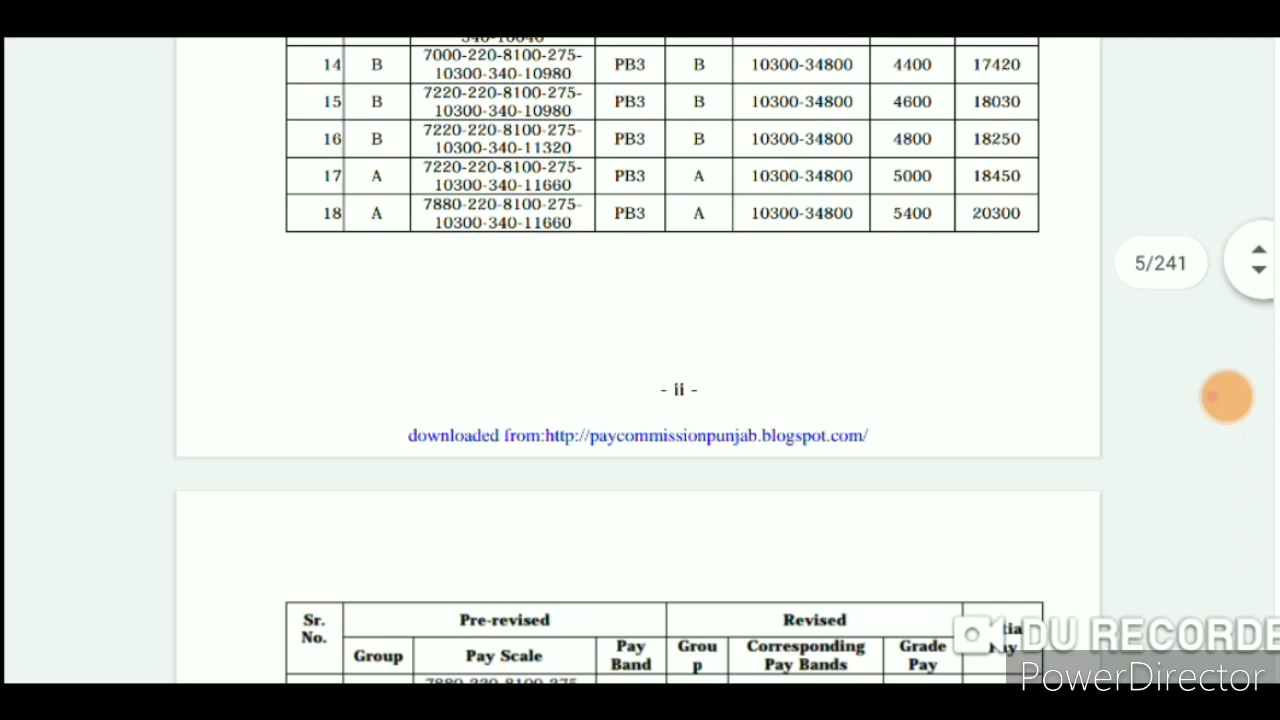 14 B 7000-220-8100-275- PB3 B 10300-34800 4400 17420
10300-340-10980
15 B 7220-220-8100-275- PB3 B 10300-34800 4600 18030
10300-340-10980
16 B 7220-220-8100-275- PB3 B 10300-34800 4800 18250
10300-340-11320
17 A 7220-220-8100-275- PB3 A 10300-34800 5000 18450
10300-340-11660
18 A 7880-220-8100-275- PB3 A 10300-34800 5400 20300
10300-340-11660
5/241
- ii -
downloaded from:http://paycommissionpunjab.blogspot.com/
Sr. No. Pre-revised Revised
Group Pay Scale Pay Band Group Corresponding Pay Bands Grade Pay
DU RECORDE
PowerDirector